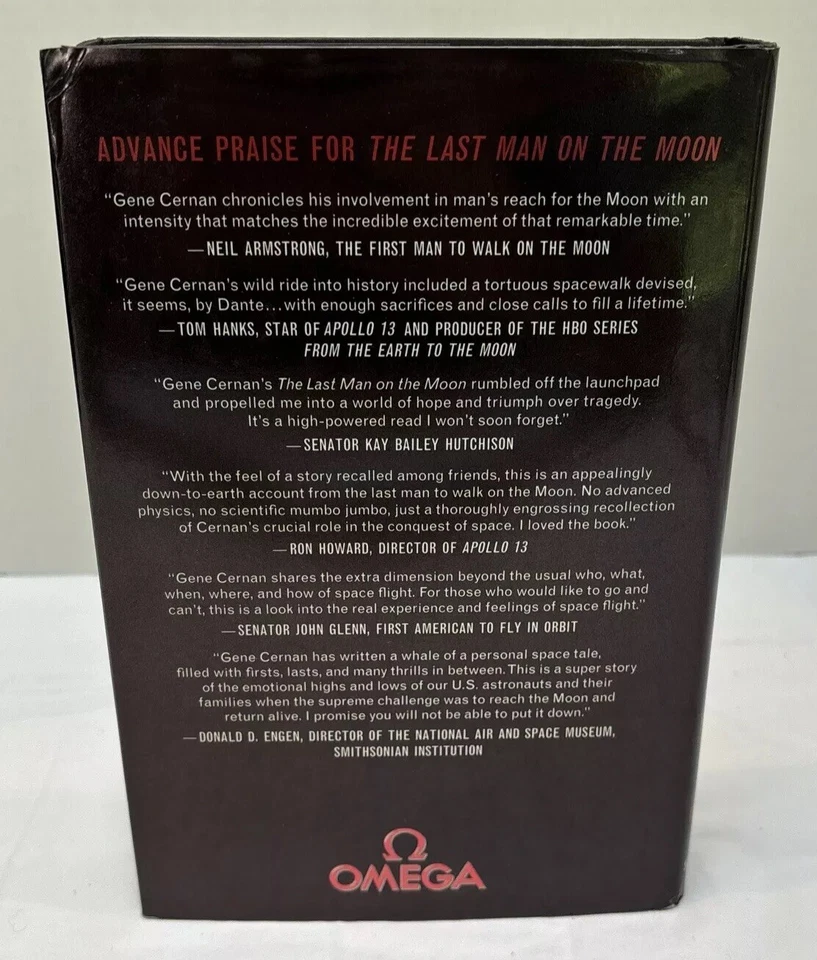 ADVANCE PRAISE FOR THE LAST MAN ON THE MOON
“Gene Cernan chronicles his involvement in man’s reach for the Moon with an
intensity that matches the incredible excitement of that remarkable time.”
—NEIL ARMSTRONG, THE FIRST MAN TO WALK ON THE MOON
“Gene Cernan’s wild ride into history included a tortuous spacewalk devised,
it seems, by Dante...with enough sacrifices and close calls to fill a lifetime.”
—TOM HANKS, STAR OF APOLLO 13 AND PRODUCER OF THE HBO SERIES
FROM THE EARTH TO THE MOON
“Gene Cernan’s The Last Man on the Moon rumbled off the launchpad
and propelled me into a world of hope and triumph over tragedy.
It’s a high-powered read I won’t soon forget.”
—SENATOR KAY BAILEY HUTCHISON
“With the feel of a story recalled among friends, this is an appealingly
down-to-earth account from the last man to walk on the Moon. No advanced
physics, no scientific mumbo jumbo, just a thoroughly engrossing recollection
of Cernan’s crucial role in the conquest of space. I loved the book.”
—RON HOWARD, DIRECTOR OF APOLLO 13
“Gene Cernan shares the extra dimension beyond the usual who, what,
when, where, and how of space flight. For those who would like to go and
can’t, this is a look into the real experience and feelings of space flight.”
—SENATOR JOHN GLENN, FIRST AMERICAN TO FLY IN ORBIT
“Gene Cernan has written a whale of a personal space tale,
filled with firsts, lasts, and many thrills in between. This is a super story
of the emotional highs and lows of our U.S. astronauts and their
families when the supreme challenge was to reach the Moon and
return alive. I promise you will not be able to put it down.”
—DONALD D. ENGEN, DIRECTOR OF THE NATIONAL AIR AND SPACE MUSEUM,
SMITHSONIAN INSTITUTION
Ω
OMEGA